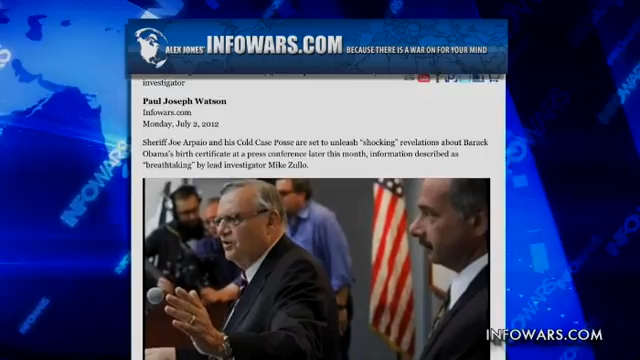 ALEX JONES' INFOWARS.COM BECAUSE THERE IS A WAR ON FOR YOUR MIND
investigator
Paul Joseph Watson
Infowars.com
Monday, July 2, 2012
Sheriff Joe Arpaio and his Cold Case Posse are set to unleash “shocking” revelations about Barack
Obama’s birth certificate at a press conference later this month, information described as
“breathtaking” by lead investigator Mike Zullo.
INFOWARS
INFOWARS
INFOWARS.COM